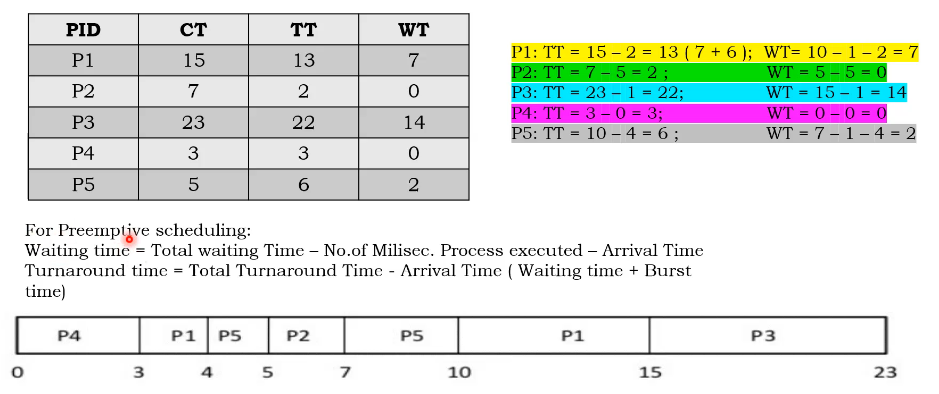 PID CT TT WT
P1 15 13 7
P2 7 2 0
P3 23 22 14
P4 3 3 0
P5 5 6 2
P1: TT = 15 – 2 = 13 ( 7 + 6 ); WT= 10 – 1 – 2 = 7
P2: TT = 7 – 5 = 2 ; WT = 5 – 5 = 0
P3: TT = 23 – 1 = 22; WT = 15 – 1 = 14
P4: TT = 3 – 0 = 3; WT = 0 – 0 = 0
P5: TT = 10 – 4 = 6 ; WT = 7 – 1 – 4 = 2
For Preemptive scheduling:
Waiting time = Total waiting Time – No.of Milisec. Process executed – Arrival Time
Turnaround time = Total Turnaround Time - Arrival Time ( Waiting time + Burst
time)
P4 P1 P5 P2 P5 P1 P3
0 3 4 5 7 10 15 23